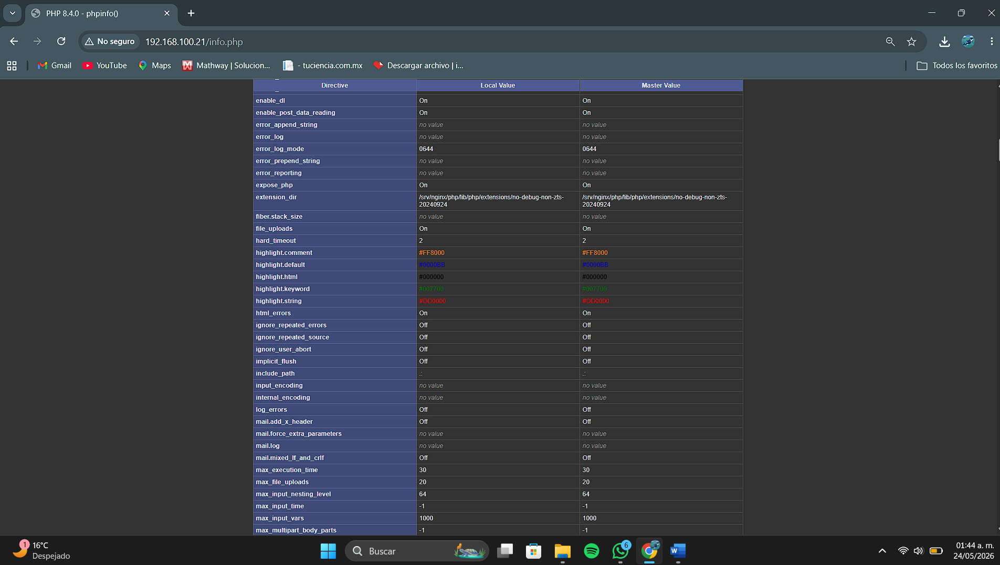 PHP 8.4.0 - phpinfo()
No seguro 192.168.100.21/info.php
Gmail YouTube Maps Mathway | Solucion... - tuciencia.com.mx Descargar archivo | i... Todos los favoritos
Directive Local Value Master Value
enable_dl On On
enable_post_data_reading On On
error_append_string no value no value
error_log no value no value
error_log_mode 0644 0644
error_prepend_string no value no value
error_reporting no value no value
expose_php On On
extension_dir /srv/nginx/php/lib/php/extensions/no-debug-non-zts- /srv/nginx/php/lib/php/extensions/no-debug-non-zts-
20240924 20240924
fiber.stack_size no value no value
file_uploads On On
hard_timeout 2 2
highlight.comment #FF8000 #FF8000
highlight.default #0000BB #0000BB
highlight.html #000000 #000000
highlight.keyword #007700 #007700
highlight.string #DD0000 #DD0000
html_errors On On
ignore_repeated_errors Off Off
ignore_repeated_source Off Off
ignore_user_abort Off Off
implicit_flush Off Off
include_path .: .:
input_encoding no value no value
internal_encoding no value no value
log_errors Off Off
mail.add_x_header Off Off
mail.force_extra_parameters no value no value
mail.log no value no value
mail.mixed_lf_and_crlf Off Off
max_execution_time 30 30
max_file_uploads 20 20
max_input_nesting_level 64 64
max_input_time -1 -1
max_input_vars 1000 1000
max_multipart_body_parts -1 -1
1 16°C
Despejado
Buscar
6
W
01:44 a. m.
24/05/2026